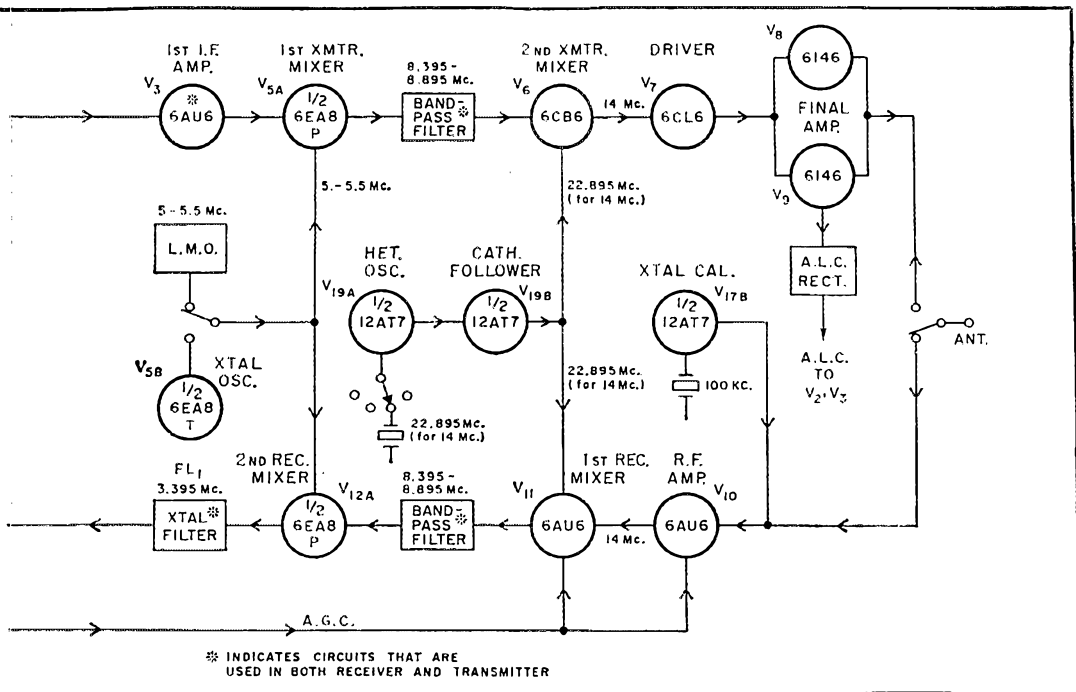 1ST I.F. AMP.
V3
6AU6
1ST XMTR. MIXER
V5A
1/2
6EA8
P
8.395-
8.895 Mc.
BAND-
PASS
FILTER
2ND XMTR. MIXER
V6
6CB6
14 Mc.
DRIVER
V7
6CL6
V8
6146
FINAL
AMP.
6146
V9
5.-5.5 Mc.
22.895 Mc.
(for 14 Mc.)
5-5.5 Mc.
L.M.O.
HET.
OSC.
V19A
1/2
12AT7
CATH.
FOLLOWER
V19B
1/2
12AT7
XTAL CAL.
V17B
1/2
12AT7
A.L.C.
RECT.
ANT.
A.L.C.
TO
V2, V3
V5B
XTAL
OSC.
1/2
6EA8
T
22.895 Mc.
(for 14 Mc.)
100 KC.
22.895 Mc.
(for 14 Mc.)
FL1
3.395 Mc.
XTAL
FILTER
2ND REC.
MIXER
V12A
1/2
6EA8
P
8.395-
8.895 Mc.
BAND-
PASS
FILTER
1ST REC.
MIXER
V11
6AU6
14 Mc.
R.F.
AMP.
V10
6AU6
A.G.C.
※ INDICATES CIRCUITS THAT ARE
USED IN BOTH RECEIVER AND TRANSMITTER